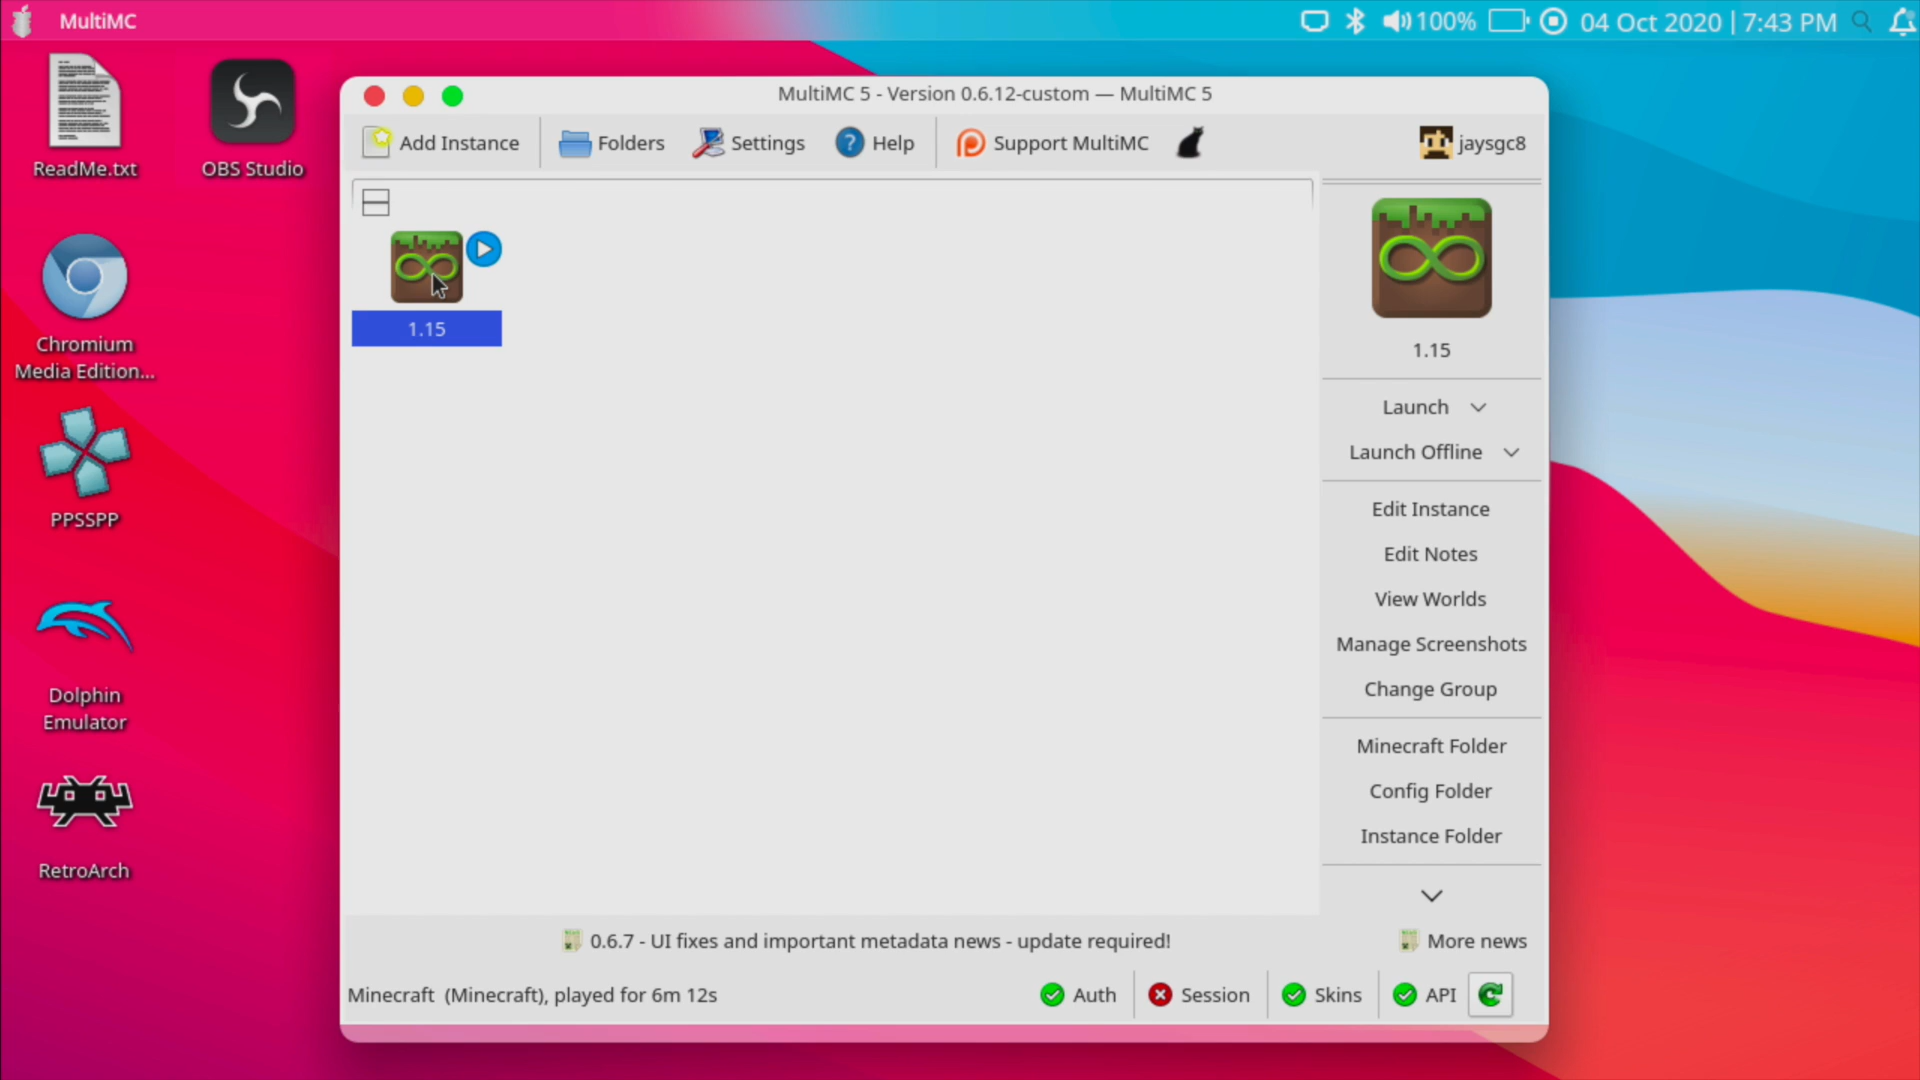 MultiMC
100%
04 Oct 2020 | 7:43 PM
ReadMe.txt
OBS Studio
Chromium
Media Edition...
PPSSPP
Dolphin
Emulator
RetroArch
MultiMC 5 - Version 0.6.12-custom — MultiMC 5
Add Instance
Folders
Settings
Help
Support MultiMC
jaysgc8
1.15
1.15
Launch
Launch Offline
Edit Instance
Edit Notes
View Worlds
Manage Screenshots
Change Group
Minecraft Folder
Config Folder
Instance Folder
0.6.7 - UI fixes and important metadata news - update required!
More news
Minecraft (Minecraft), played for 6m 12s
Auth
Session
Skins
API